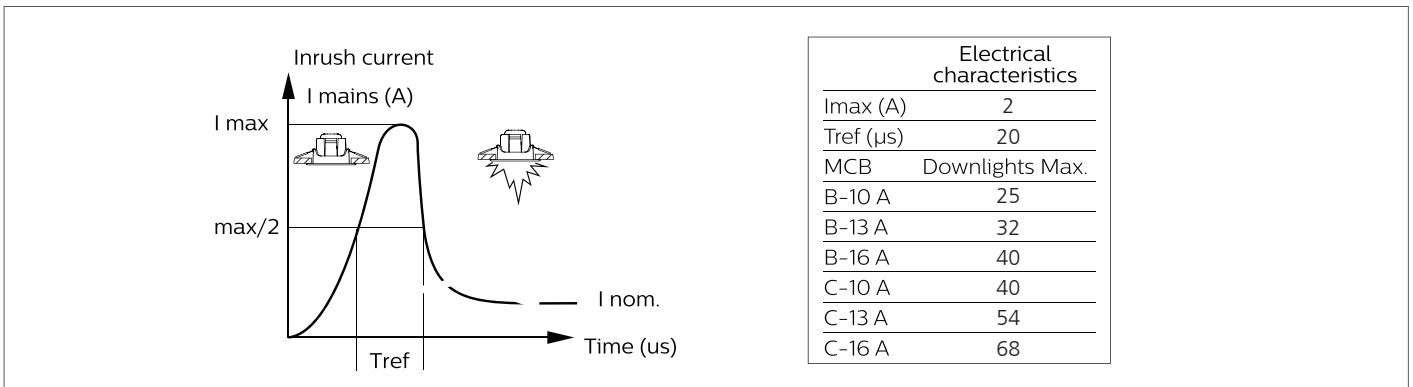 Inrush current
I mains (A)
I max
max/2
I nom.
Time (us)
Tref
Electrical
characteristics
Imax (A) 2
Tref (µs) 20
MCB Downlights Max.
B-10 A 25
B-13 A 32
B-16 A 40
C-10 A 40
C-13 A 54
C-16 A 68